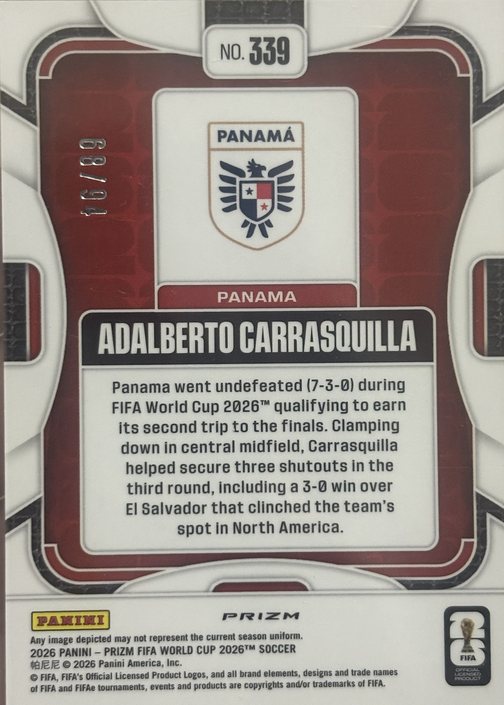 NO. 339
PANAMÁ
PANAMA
ADALBERTO CARRASQUILLA
Panama went undefeated (7-3-0) during
FIFA World Cup 2026™ qualifying to earn
its second trip to the finals. Clamping
down in central midfield, Carrasquilla
helped secure three shutouts in the
third round, including a 3-0 win over
El Salvador that clinched the team's
spot in North America.
PANINI
PRIZM
Any image depicted may not represent the current season uniform.
2026 PANINI – PRIZM FIFA WORLD CUP 2026™ SOCCER
帕尼尼 © 2026 Panini America, Inc.
© FIFA, FIFA's Official Licensed Product Logos, and all brand elements, designs and trade names
of FIFA and FIFAe tournaments, events and products are copyrights and/or trademarks of FIFA.
26
FIFA
OFFICIAL
LICENSED
PRODUCT